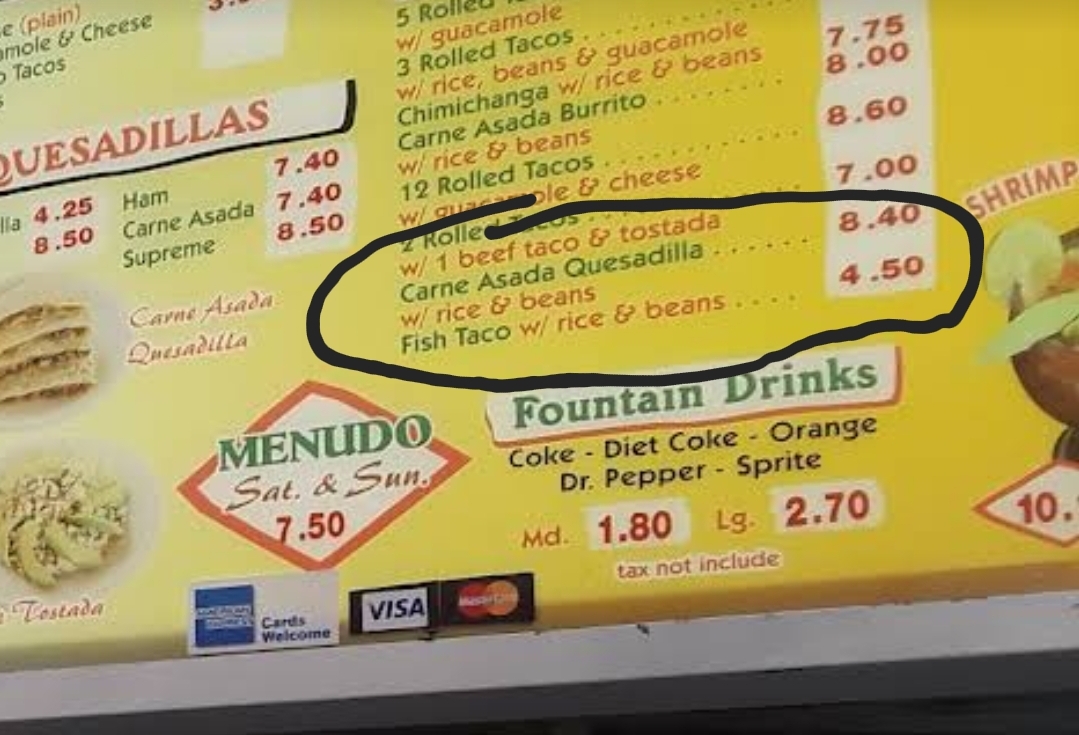 e (plain)
amole & Cheese
Tacos
QUESADILLAS
lla 4.25 Ham 7.40
8.50 Carne Asada 7.40
Supreme 8.50
Carne Asada
Quesadilla
Tostada
5 Rolled
w/ guacamole
3 Rolled Tacos . . . . . . . . . . . 7.75
w/ rice, beans & guacamole
Chimichanga w/ rice & beans 8.00
Carne Asada Burrito . . . . . . . . 8.60
w/ rice & beans
12 Rolled Tacos . . . . . . . . . . . 7.00
w/ guacamole & cheese
2 Rolled Tacos . . . . . . . . . . . 8.40
w/ 1 beef taco & tostada
Carne Asada Quesadilla . . . . . . 4.50
w/ rice & beans
Fish Taco w/ rice & beans . . . .
MENUDO
Sat. & Sun.
7.50
Fountain Drinks
Coke - Diet Coke - Orange
Dr. Pepper - Sprite
Md. 1.80 Lg. 2.70
tax not include
SHRIMP
10.
AMERICAN EXPRESS
Cards
Welcome
VISA
MasterCard